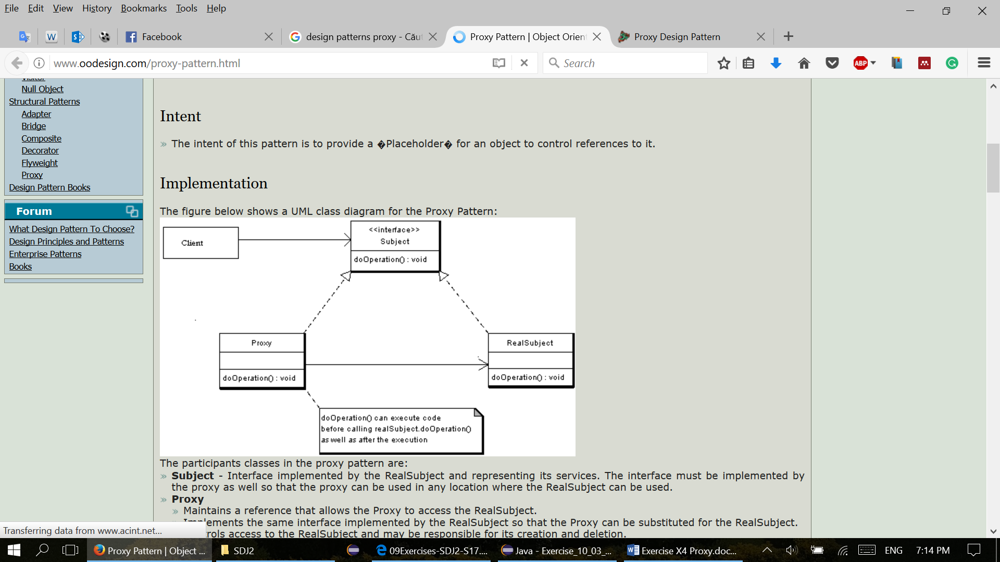 File Edit View History Bookmarks Tools Help
Facebook
design patterns proxy - Cău
Proxy Pattern | Object Orien
Proxy Design Pattern
www.oodesign.com/proxy-pattern.html
Search
ABP
Visitor
Null Object
Structural Patterns
Adapter
Bridge
Composite
Decorator
Flyweight
Proxy
Design Pattern Books
Forum
What Design Pattern To Choose?
Design Principles and Patterns
Enterprise Patterns
Books
Intent
» The intent of this pattern is to provide a �Placeholder� for an object to control references to it.
Implementation
The figure below shows a UML class diagram for the Proxy Pattern:
Client
<<interface>>
Subject
doOperation() : void
Proxy
doOperation() : void
RealSubject
doOperation() : void
doOperation() can execute code
before calling realSubject.doOperation()
as well as after the execution
The participants classes in the proxy pattern are:
» Subject - Interface implemented by the RealSubject and representing its services. The interface must be implemented by
the proxy as well so that the proxy can be used in any location where the RealSubject can be used.
» Proxy
» Maintains a reference that allows the Proxy to access the RealSubject.
» Implements the same interface implemented by the RealSubject so that the Proxy can be substituted for the RealSubject.
rols access to the RealSubject and may be responsible for its creation and deletion.
Transferring data from www.acint.net...
Proxy Pattern | Object ...
SDJ2
09Exercises-SDJ2-S17....
Java - Exercise_10_03_...
Exercise X4 Proxy.doc...
ENG
7:14 PM